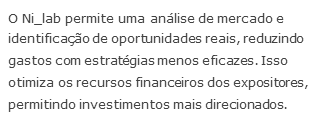 O Ni_lab permite uma análise de mercado e
identificação de oportunidades reais, reduzindo
gastos com estratégias menos eficazes. Isso
otimiza os recursos financeiros dos expositores,
permitindo investimentos mais direcionados.